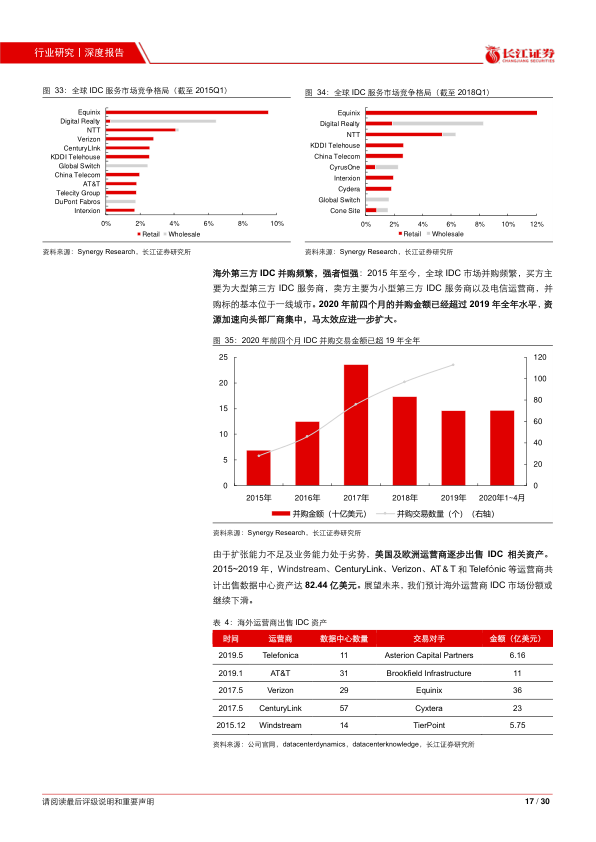 行业研究丨深度报告
长江证券
CHANGJIANG SECURITIES
图 33：全球 IDC 服务市场竞争格局（截至 2015Q1）
Equinix
Digital Realty
NTT
Verizon
CenturyLInk
KDDI Telehouse
Global Switch
China Telecom
AT&T
Telecity Group
DuPont Fabros
Interxion
0% 2% 4% 6% 8% 10%
Retail Wholesale
资料来源：Synergy Research，长江证券研究所
图 34：全球 IDC 服务市场竞争格局（截至 2018Q1）
Equinix
Digital Realty
NTT
KDDI Telehouse
China Telecom
CyrusOne
Interxion
Cydera
Global Switch
Cone Site
0% 2% 4% 6% 8% 10% 12%
Retail Wholesale
资料来源：Synergy Research，长江证券研究所
海外第三方 IDC 并购频繁，强者恒强：2015 年至今，全球 IDC 市场并购频繁，买方主
要为大型第三方 IDC 服务商，卖方主要为小型第三方 IDC 服务商以及电信运营商，并
购标的基本位于一线城市。2020 年前四个月的并购金额已经超过 2019 年全年水平，资
源加速向头部厂商集中，马太效应进一步扩大。
图 35：2020 年前四个月 IDC 并购交易金额已超 19 年全年
25 120
20 100
15 80
10 60
5 40
0 20
0
2015年 2016年 2017年 2018年 2019年 2020年1~4月
并购金额（十亿美元） 并购交易数量（个）（右轴）
资料来源：Synergy Research，长江证券研究所
由于扩张能力不足及业务能力处于劣势，美国及欧洲运营商逐步出售 IDC 相关资产。
2015~2019 年，Windstream、CenturyLink、Verizon、AT＆T 和 Telefónic 等运营商共
计出售数据中心资产达 82.44 亿美元。展望未来，我们预计海外运营商 IDC 市场份额或
继续下滑。
表 4：海外运营商出售 IDC 资产
时间 运营商 数据中心数量 交易对手 金额（亿美元）
2019.5 Telefonica 11 Asterion Capital Partners 6.16
2019.1 AT&T 31 Brookfield Infrastructure 11
2017.5 Verizon 29 Equinix 36
2017.5 CenturyLink 57 Cyxtera 23
2015.12 Windstream 14 TierPoint 5.75
资料来源：公司官网，datacenterdynamics，datacenterknowledge，长江证券研究所
请阅读最后评级说明和重要声明
17 / 30